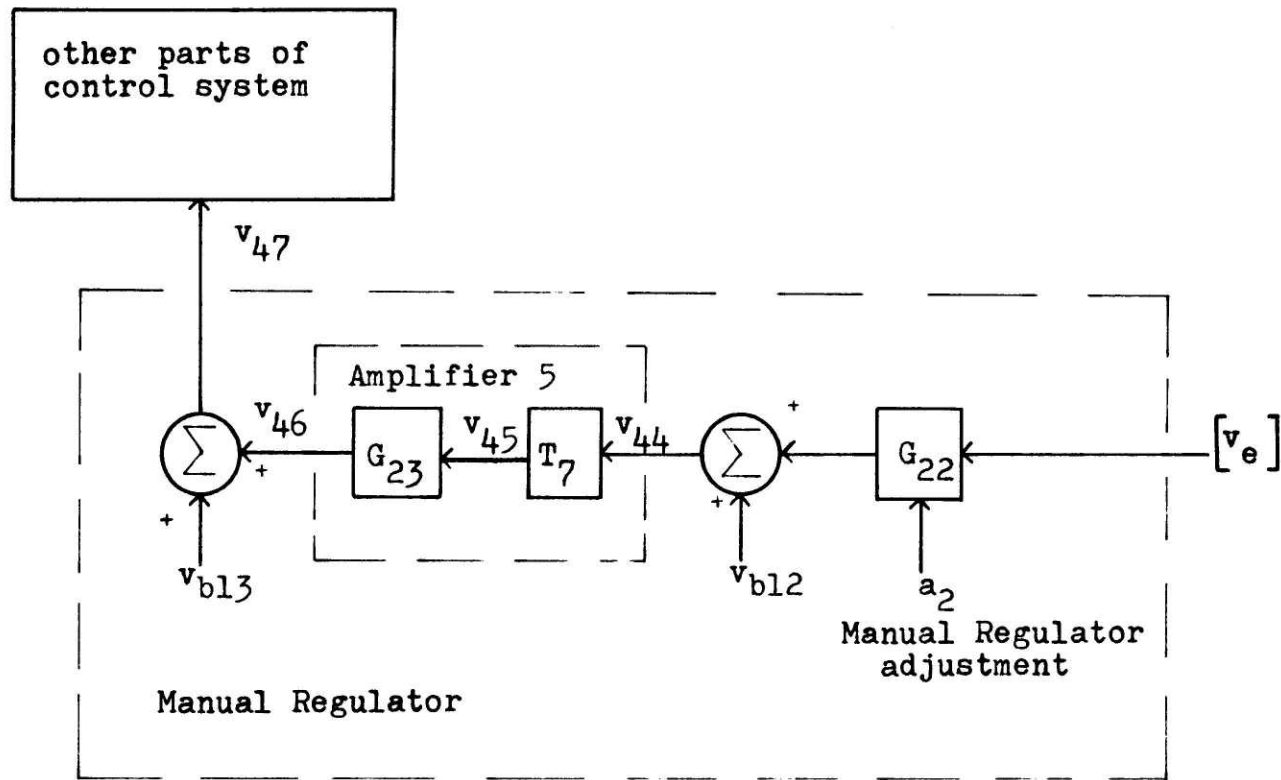 other parts of
control system
v47
Amplifier 5
v46
G23
v45
T7
v44
+
G22
[ve]
Σ
Σ
+
+
+
vb13
vb12
a2
Manual Regulator
adjustment
Manual Regulator